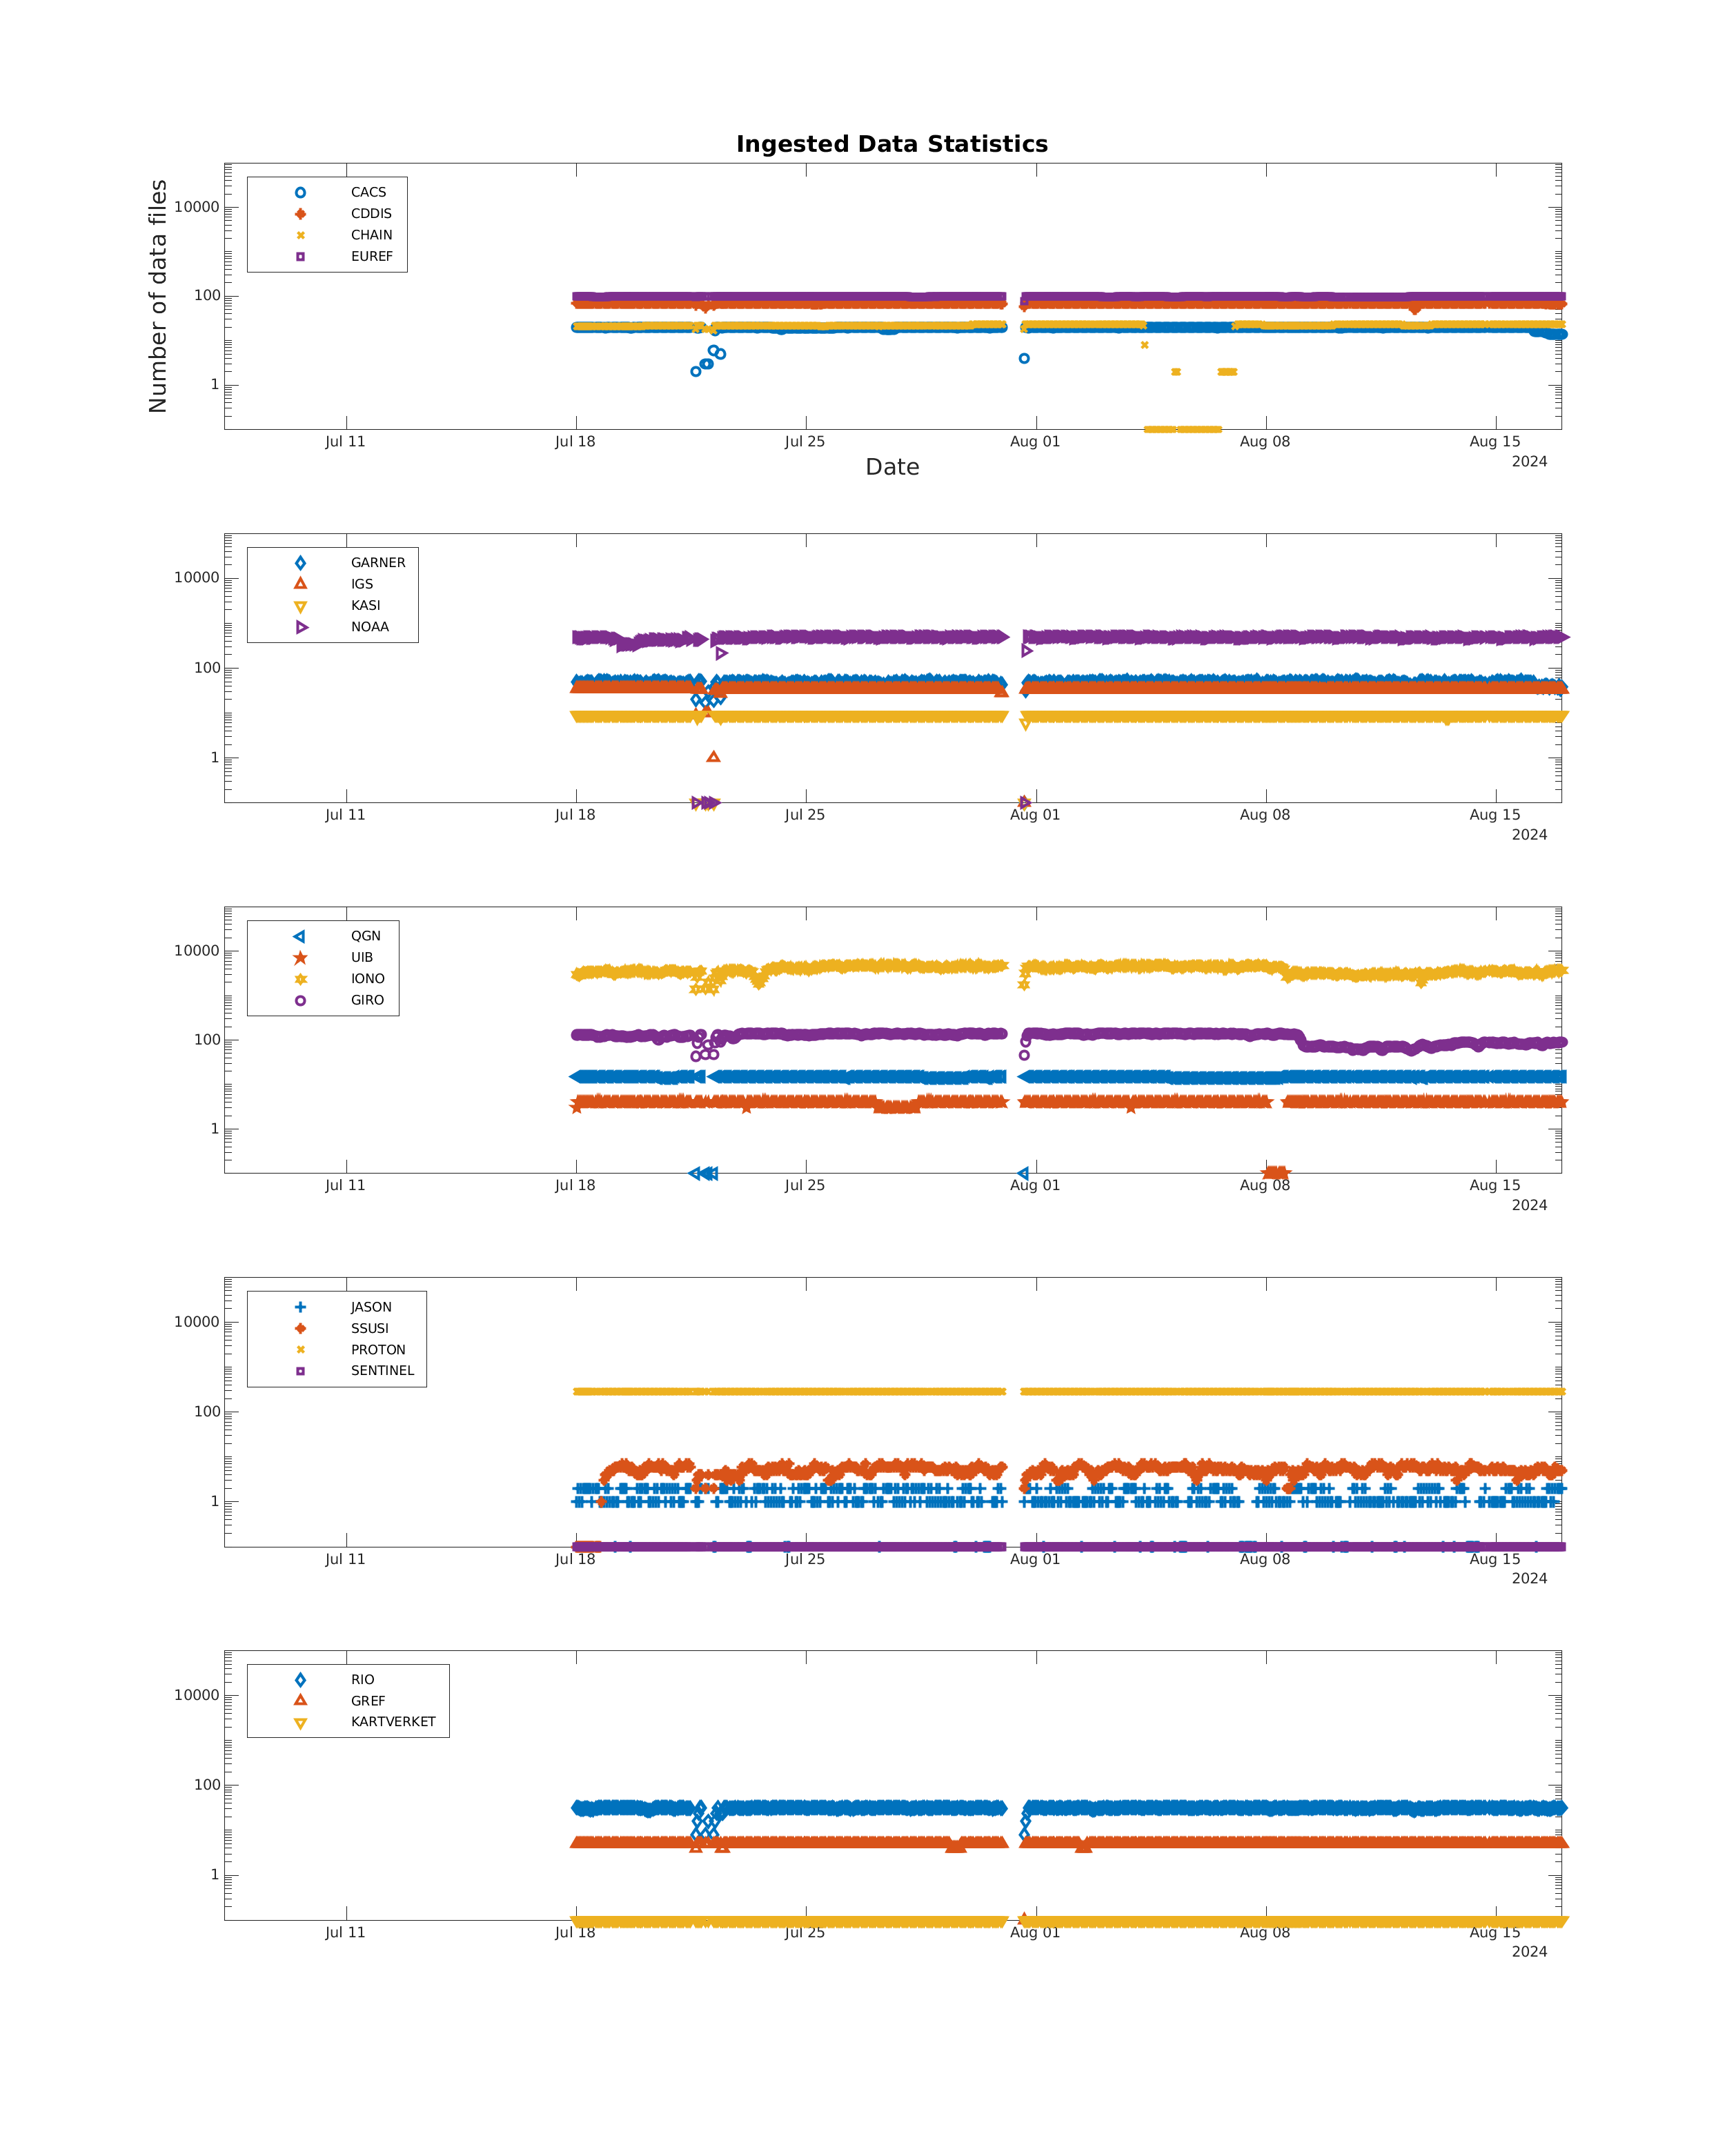 Ingested Data Statistics
Number of data files
10000
100
1
CACS
CDDIS
CHAIN
EUREF
Jul 11 Jul 18 Jul 25 Aug 01 Aug 08 Aug 15
2024
Date
10000
100
1
GARNER
IGS
KASI
NOAA
Jul 11 Jul 18 Jul 25 Aug 01 Aug 08 Aug 15
2024
10000
100
1
QGN
UIB
IONO
GIRO
Jul 11 Jul 18 Jul 25 Aug 01 Aug 08 Aug 15
2024
10000
100
1
JASON
SSUSI
PROTON
SENTINEL
Jul 11 Jul 18 Jul 25 Aug 01 Aug 08 Aug 15
2024
10000
100
1
RIO
GREF
KARTVERKET
Jul 11 Jul 18 Jul 25 Aug 01 Aug 08 Aug 15
2024